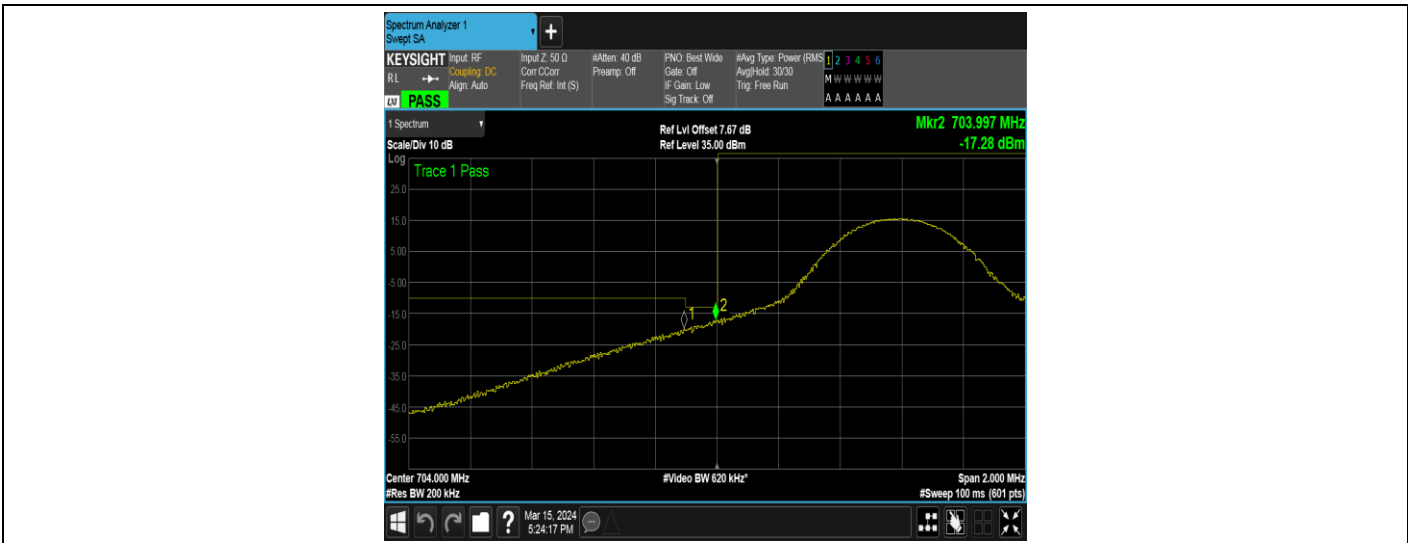 Spectrum Analyzer 1
Swept SA
+
KEYSIGHT Input: RF Input Z: 50 Ω #Atten: 40 dB PNO: Best Wide #Avg Type: Power (RMS 1 2 3 4 5 6
RL Coupling: DC Corr CCorr Preamp: Off Gate: Off Avg|Hold: 30/30 M W W W W W
Align: Auto Freq Ref: Int (S) IF Gain: Low Trig: Free Run
LXI PASS Sig Track: Off A A A A A A
1 Spectrum Ref Lvl Offset 7.67 dB Mkr2 703.997 MHz
Scale/Div 10 dB Ref Level 35.00 dBm -17.28 dBm
Log
Trace 1 Pass
25.0
15.0
5.00
-5.00
-15.0
1
2
-25.0
-35.0
-45.0
-55.0
Center 704.000 MHz #Video BW 620 kHz* Span 2.000 MHz
#Res BW 200 kHz #Sweep 100 ms (601 pts)
? Mar 15, 2024
5:24:17 PM